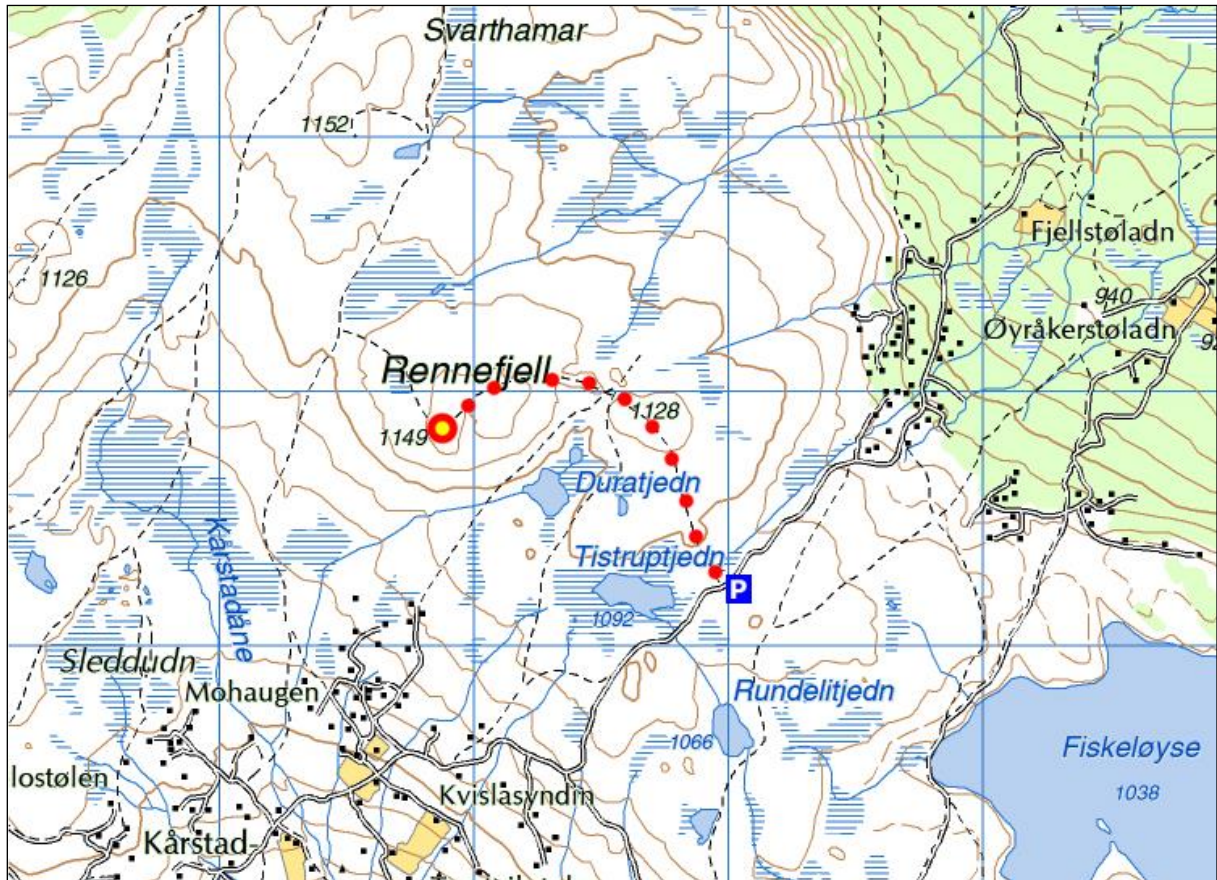 Svarthamar
1152
Fjellstøladn
1126
940
Øyråkerstøladn
Rennefjell
1128
1149
Duratjedn
Kårstadåne
Tistruptjedn
P
1092
Sleddudn
Mohaugen
Rundelitjedn
1066
Fiskeløyse
lostølen
1038
Kvislasyndin
Kårstad-